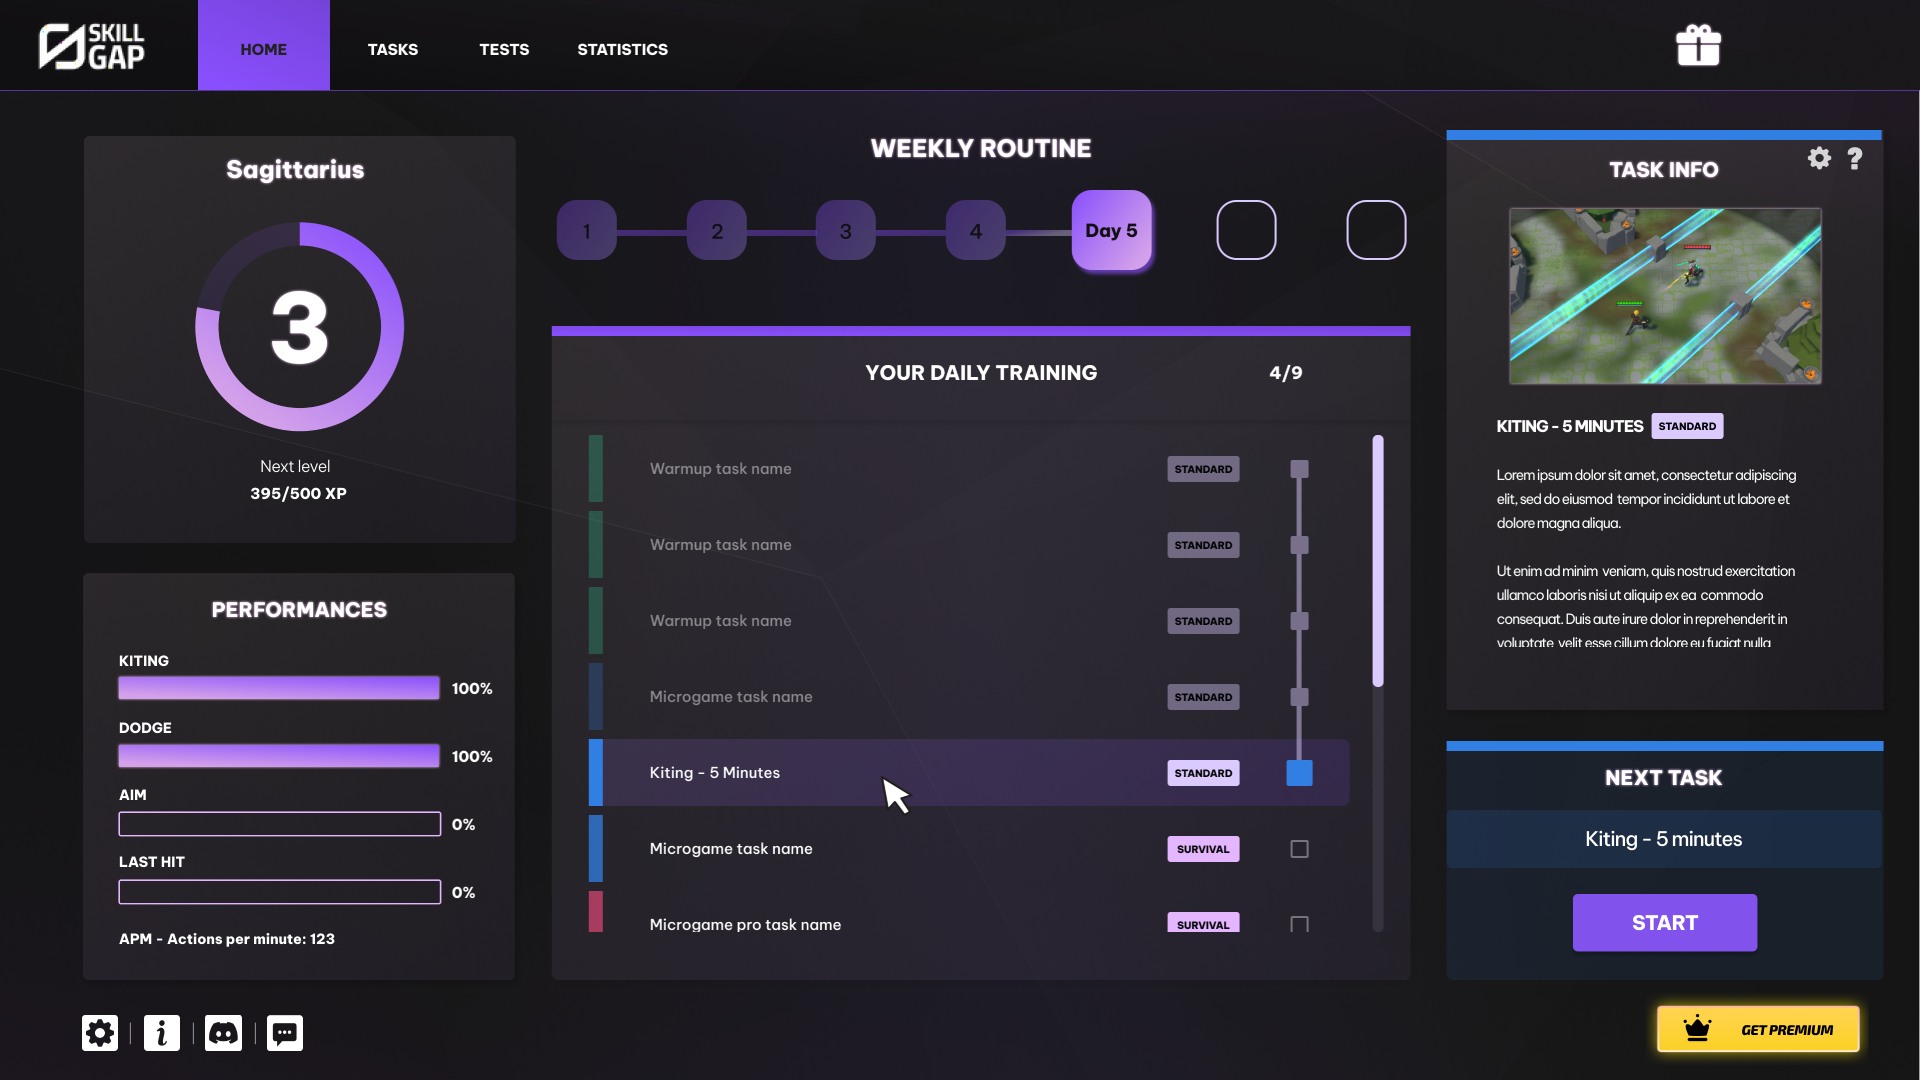 SKILL
GAP
HOME
TASKS
TESTS
STATISTICS
Sagittarius
3
Next level
395/500 XP
PERFORMANCES
KITING
100%
DODGE
100%
AIM
0%
LAST HIT
0%
APM - Actions per minute: 123
WEEKLY ROUTINE
1
2
3
4
Day 5
YOUR DAILY TRAINING
4/9
Warmup task name
STANDARD
Warmup task name
STANDARD
Warmup task name
STANDARD
Microgame task name
STANDARD
Kiting - 5 Minutes
STANDARD
Microgame task name
SURVIVAL
Microgame pro task name
SURVIVAL
TASK INFO
?
KITING - 5 MINUTES
STANDARD
Lorem ipsum dolor sit amet, consectetur adipiscing
elit, sed do eiusmod tempor incididunt ut labore et
dolore magna aliqua.
Ut enim ad minim veniam, quis nostrud exercitation
ullamco laboris nisi ut aliquip ex ea commodo
consequat. Duis aute irure dolor in reprehenderit in
voluptate velit esse cillum dolore eu fugiat nulla
NEXT TASK
Kiting - 5 minutes
START
i
GET PREMIUM